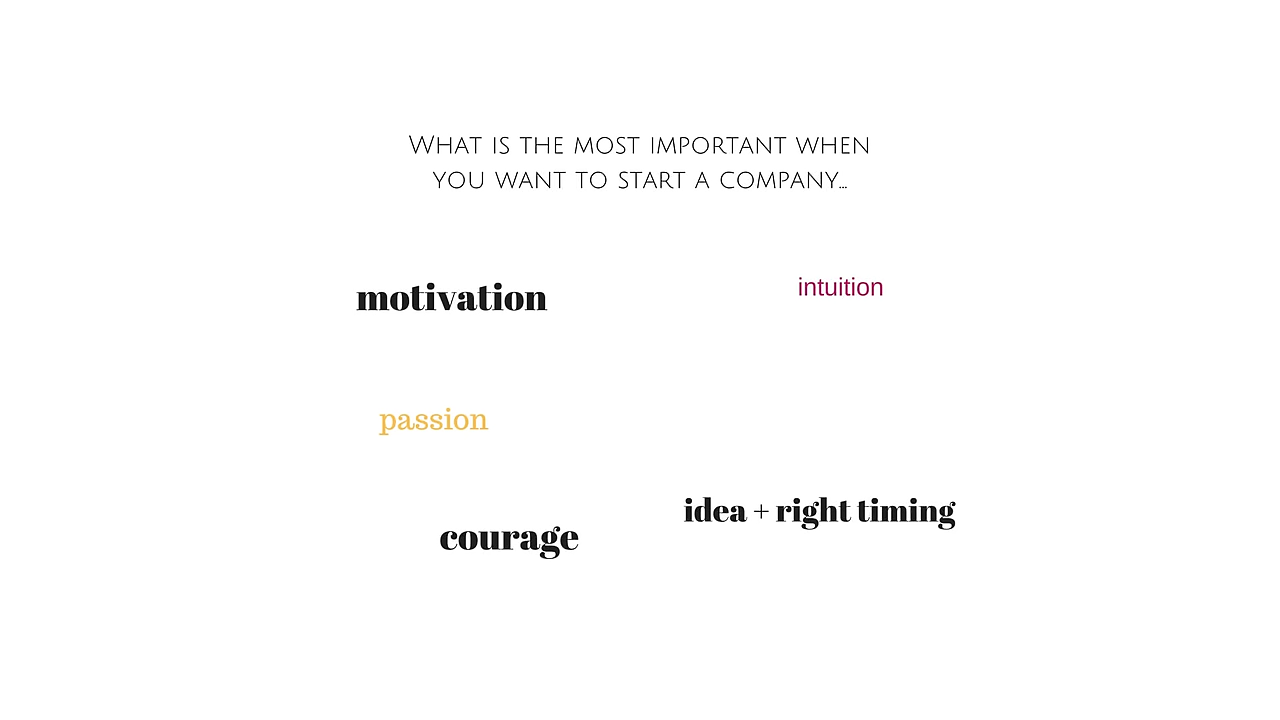 What is the most important when
you want to start a company...
motivation
intuition
passion
idea + right timing
courage